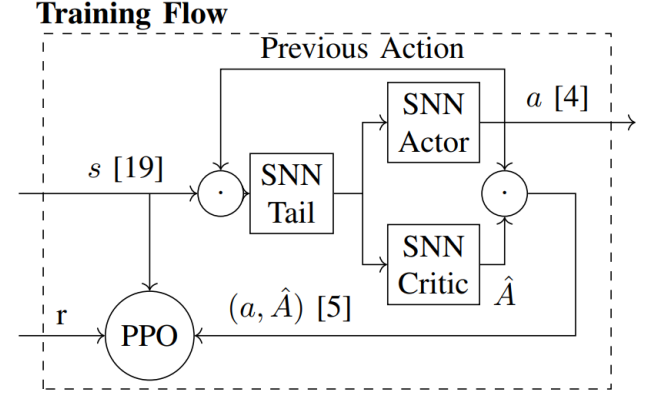 Training Flow
Previous Action
SNN
Actor
a [4]
s [19]
·
SNN
Tail
·
SNN
Critic
Â
r
(a, Â) [5]
PPO